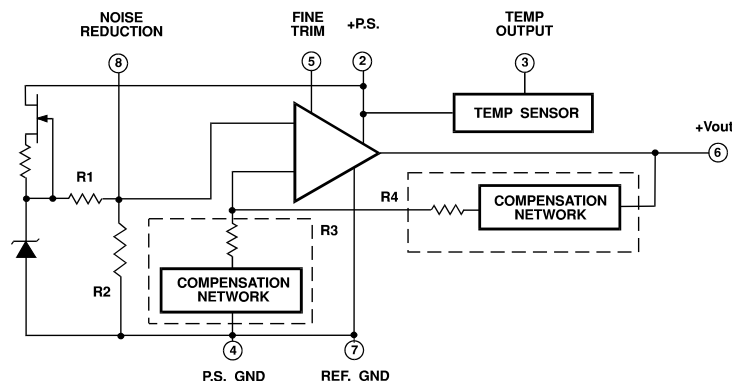 NOISE
REDUCTION
8
FINE
TRIM
5
+P.S.
2
TEMP
OUTPUT
3
TEMP SENSOR
+Vout
6
R1
R4
COMPENSATION
NETWORK
R3
R2
COMPENSATION
NETWORK
4
P.S. GND
7
REF. GND